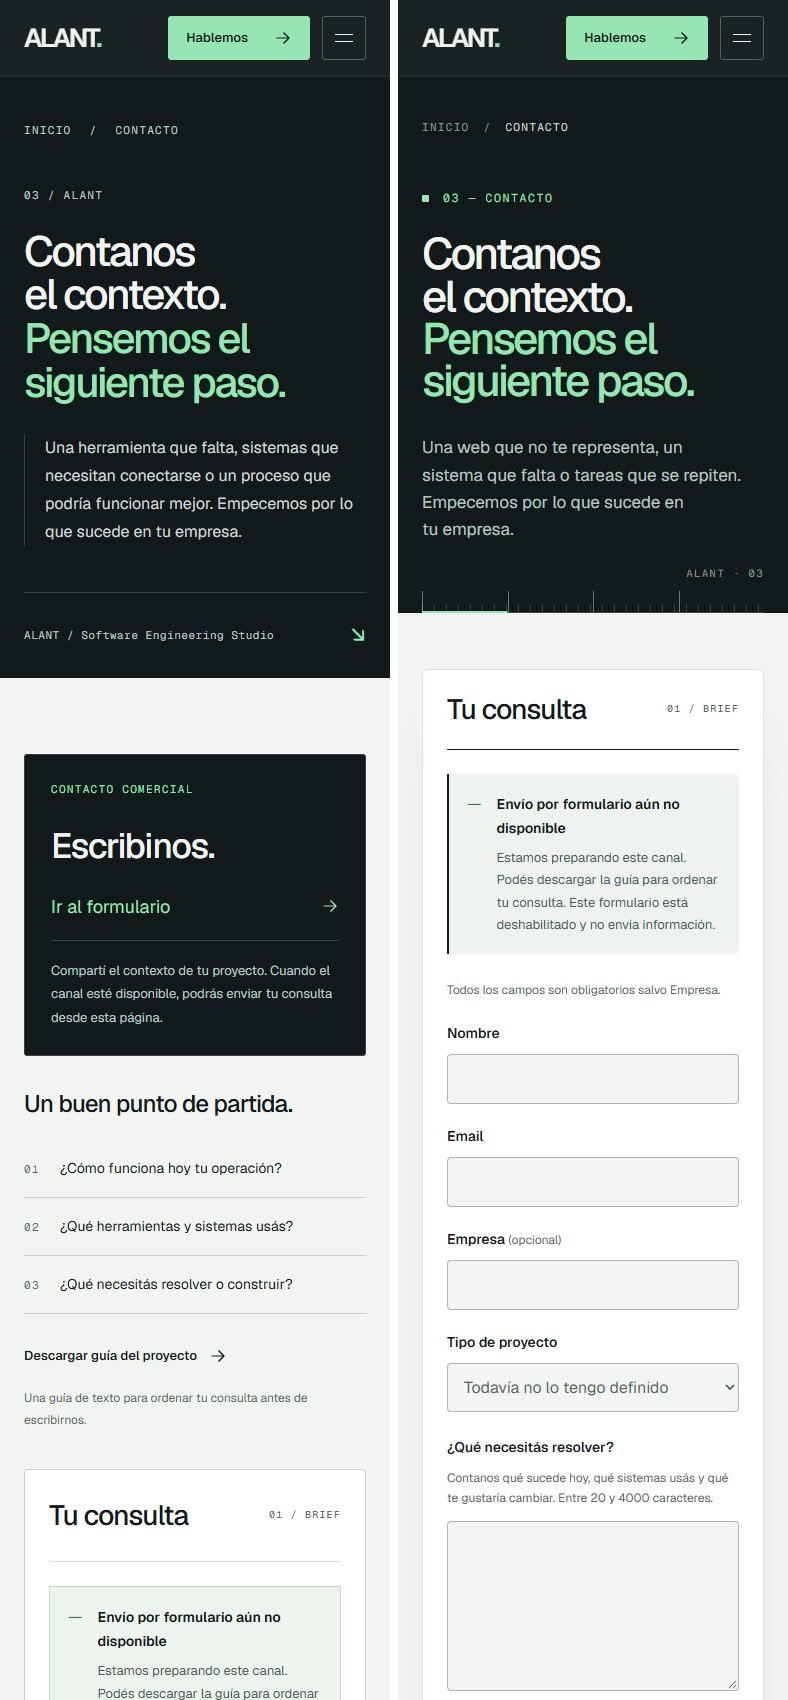 ALANT.
Hablemos
INICIO / CONTACTO
03 / ALANT
Contanos
el contexto.
Pensemos el
siguiente paso.
Una herramienta que falta, sistemas que
necesitan conectarse o un proceso que
podría funcionar mejor. Empecemos por lo
que sucede en tu empresa.
ALANT / Software Engineering Studio
CONTACTO COMERCIAL
Escribinos.
Ir al formulario
Compartí el contexto de tu proyecto. Cuando el
canal esté disponible, podrás enviar tu consulta
desde esta página.
Un buen punto de partida.
01 ¿Cómo funciona hoy tu operación?
02 ¿Qué herramientas y sistemas usás?
03 ¿Qué necesitás resolver o construir?
Descargar guía del proyecto
Una guía de texto para ordenar tu consulta antes de
escribirnos.
Tu consulta
01 / BRIEF
— Envío por formulario aún no
disponible
Estamos preparando este canal.
Podés descargar la guía para ordenar
ALANT.
Hablemos
INICIO / CONTACTO
03 — CONTACTO
Contanos
el contexto.
Pensemos el
siguiente paso.
Una web que no te representa, un
sistema que falta o tareas que se repiten.
Empecemos por lo que sucede en
tu empresa.
ALANT · 03
Tu consulta
01 / BRIEF
— Envío por formulario aún no
disponible
Estamos preparando este canal.
Podés descargar la guía para ordenar
tu consulta. Este formulario está
deshabilitado y no envía información.
Todos los campos son obligatorios salvo Empresa.
Nombre
Email
Empresa (opcional)
Tipo de proyecto
Todavía no lo tengo definido
¿Qué necesitás resolver?
Contanos qué sucede hoy, qué sistemas usás y qué
te gustaría cambiar. Entre 20 y 4000 caracteres.